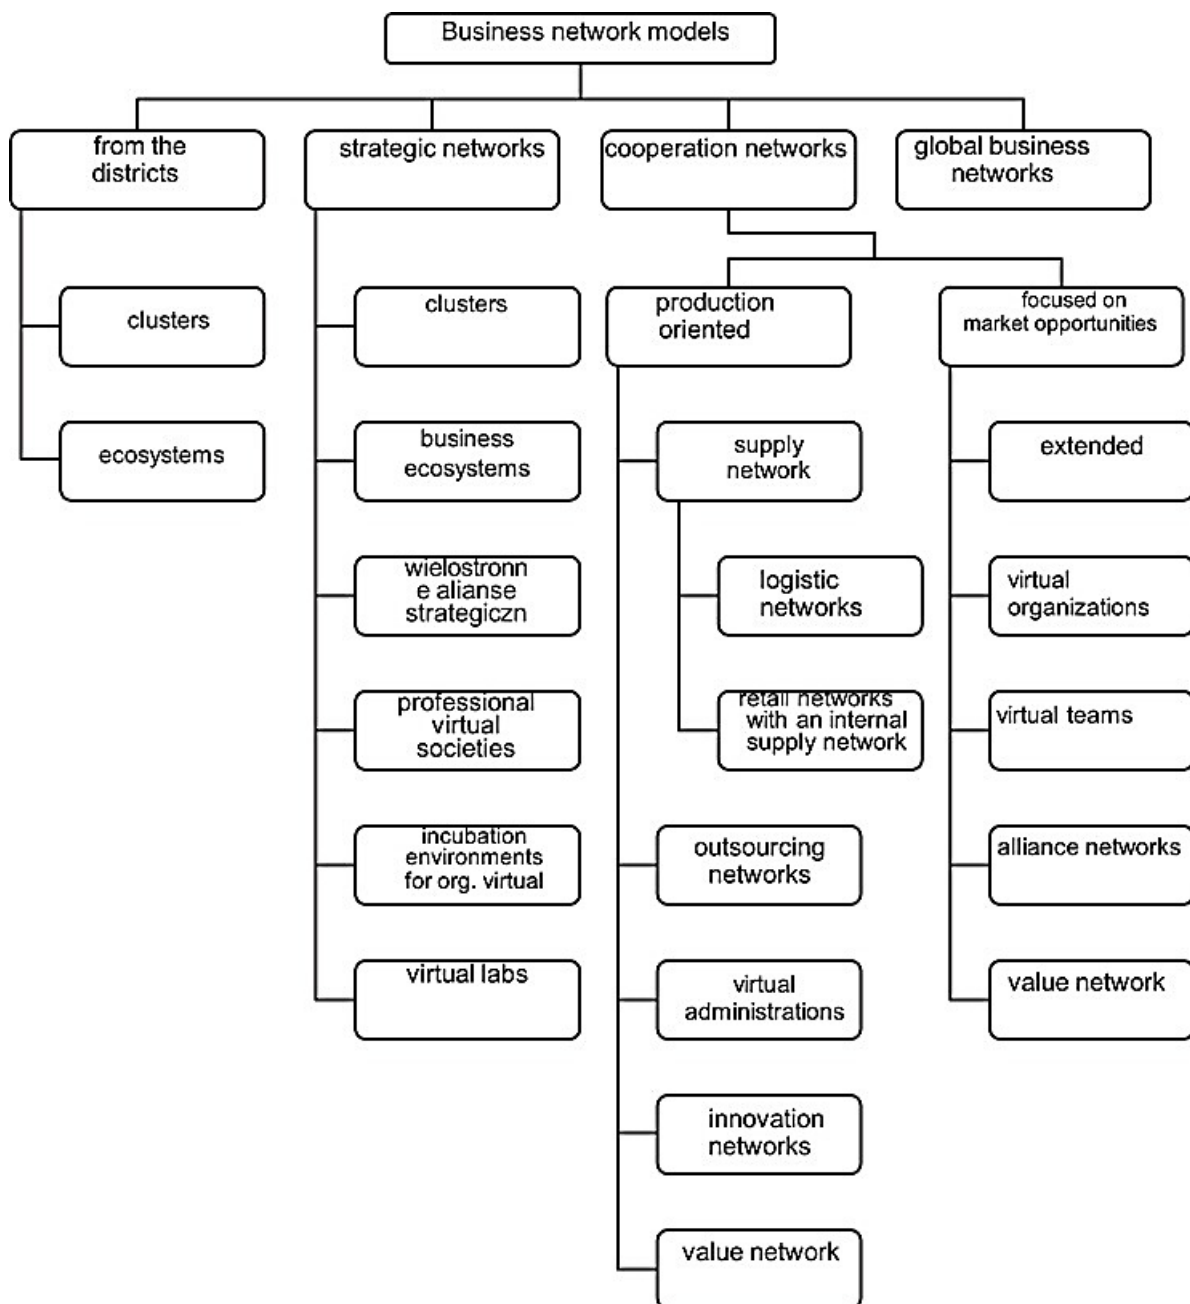 Business network models
from the
districts
strategic networks
cooperation networks
global business
networks
clusters
ecosystems
clusters
business
ecosystems
wielostronn
e alianse
strategiczn
professional
virtual
societies
incubation
environments
for org. virtual
virtual labs
production
oriented
supply
network
logistic
networks
retail networks
with an internal
supply network
outsourcing
networks
virtual
administrations
innovation
networks
value network
focused on
market opportunities
extended
virtual
organizations
virtual teams
alliance networks
value network